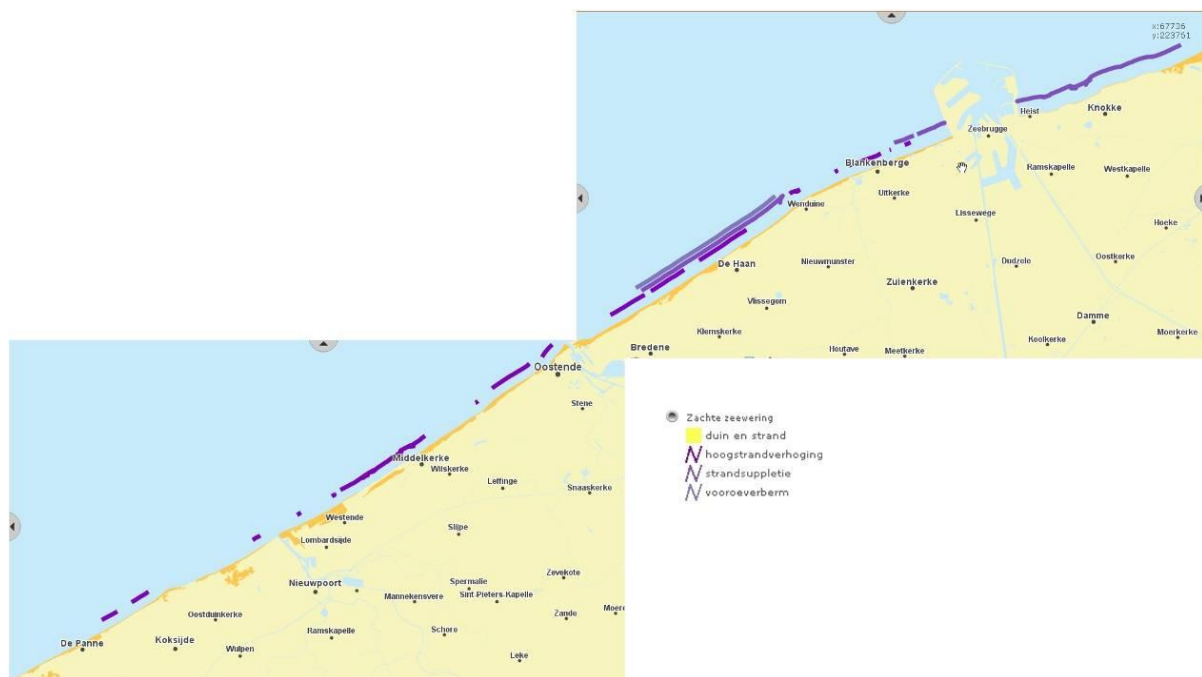 x:67736
y:223761
Heist
Knokke
Zeebrugge
Blankenberge
Ramskapelle
Westkapelle
Uitkerke
Wenduine
Lissewege
Hoeke
De Haan
Nieuwmunster
Dudzele
Oostkerke
Zuienkerke
Vlissegem
Damme
Klemskerke
Moerkerke
Bredene
Houtave
Meetkerke
Koolkerke
Oostende
Stene
Middelkerke
Wilskerke
Leffinge
Snaaskerke
Westende
Slijpe
Lombardsijde
Nieuwpoort
Spermalie
Zevekote
Mannekensvere
Sint-Pieters-Kapelle
Oostduinkerke
Zande
Moere
Ramskapelle
Schore
De Panne
Koksijde
Wulpen
Leke
Zachte zeewering
duin en strand
hoogstrandverhoging
strandsuppletie
vooroeverberm